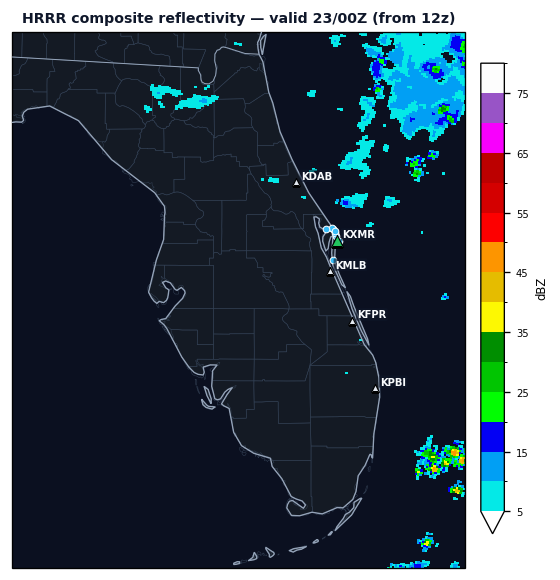 HRRR composite reflectivity — valid 23/00Z (from 12z)
KDAB
KXMR
KMLB
KFPR
KPBI
75
65
55
45
35
25
15
5
dBZ